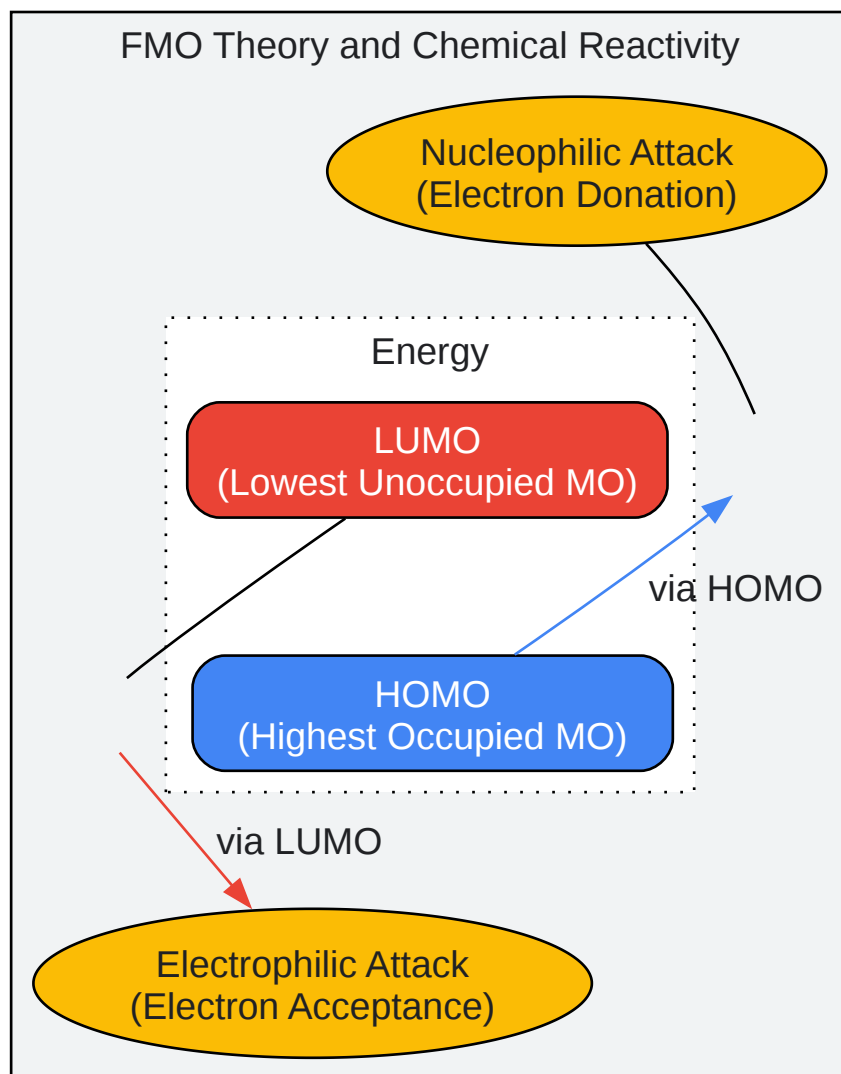 FMO Theory and Chemical Reactivity
Nucleophilic Attack
(Electron Donation)
Energy
LUMO
(Lowest Unoccupied MO)
via HOMO
HOMO
(Highest Occupied MO)
via LUMO
Electrophilic Attack
(Electron Acceptance)